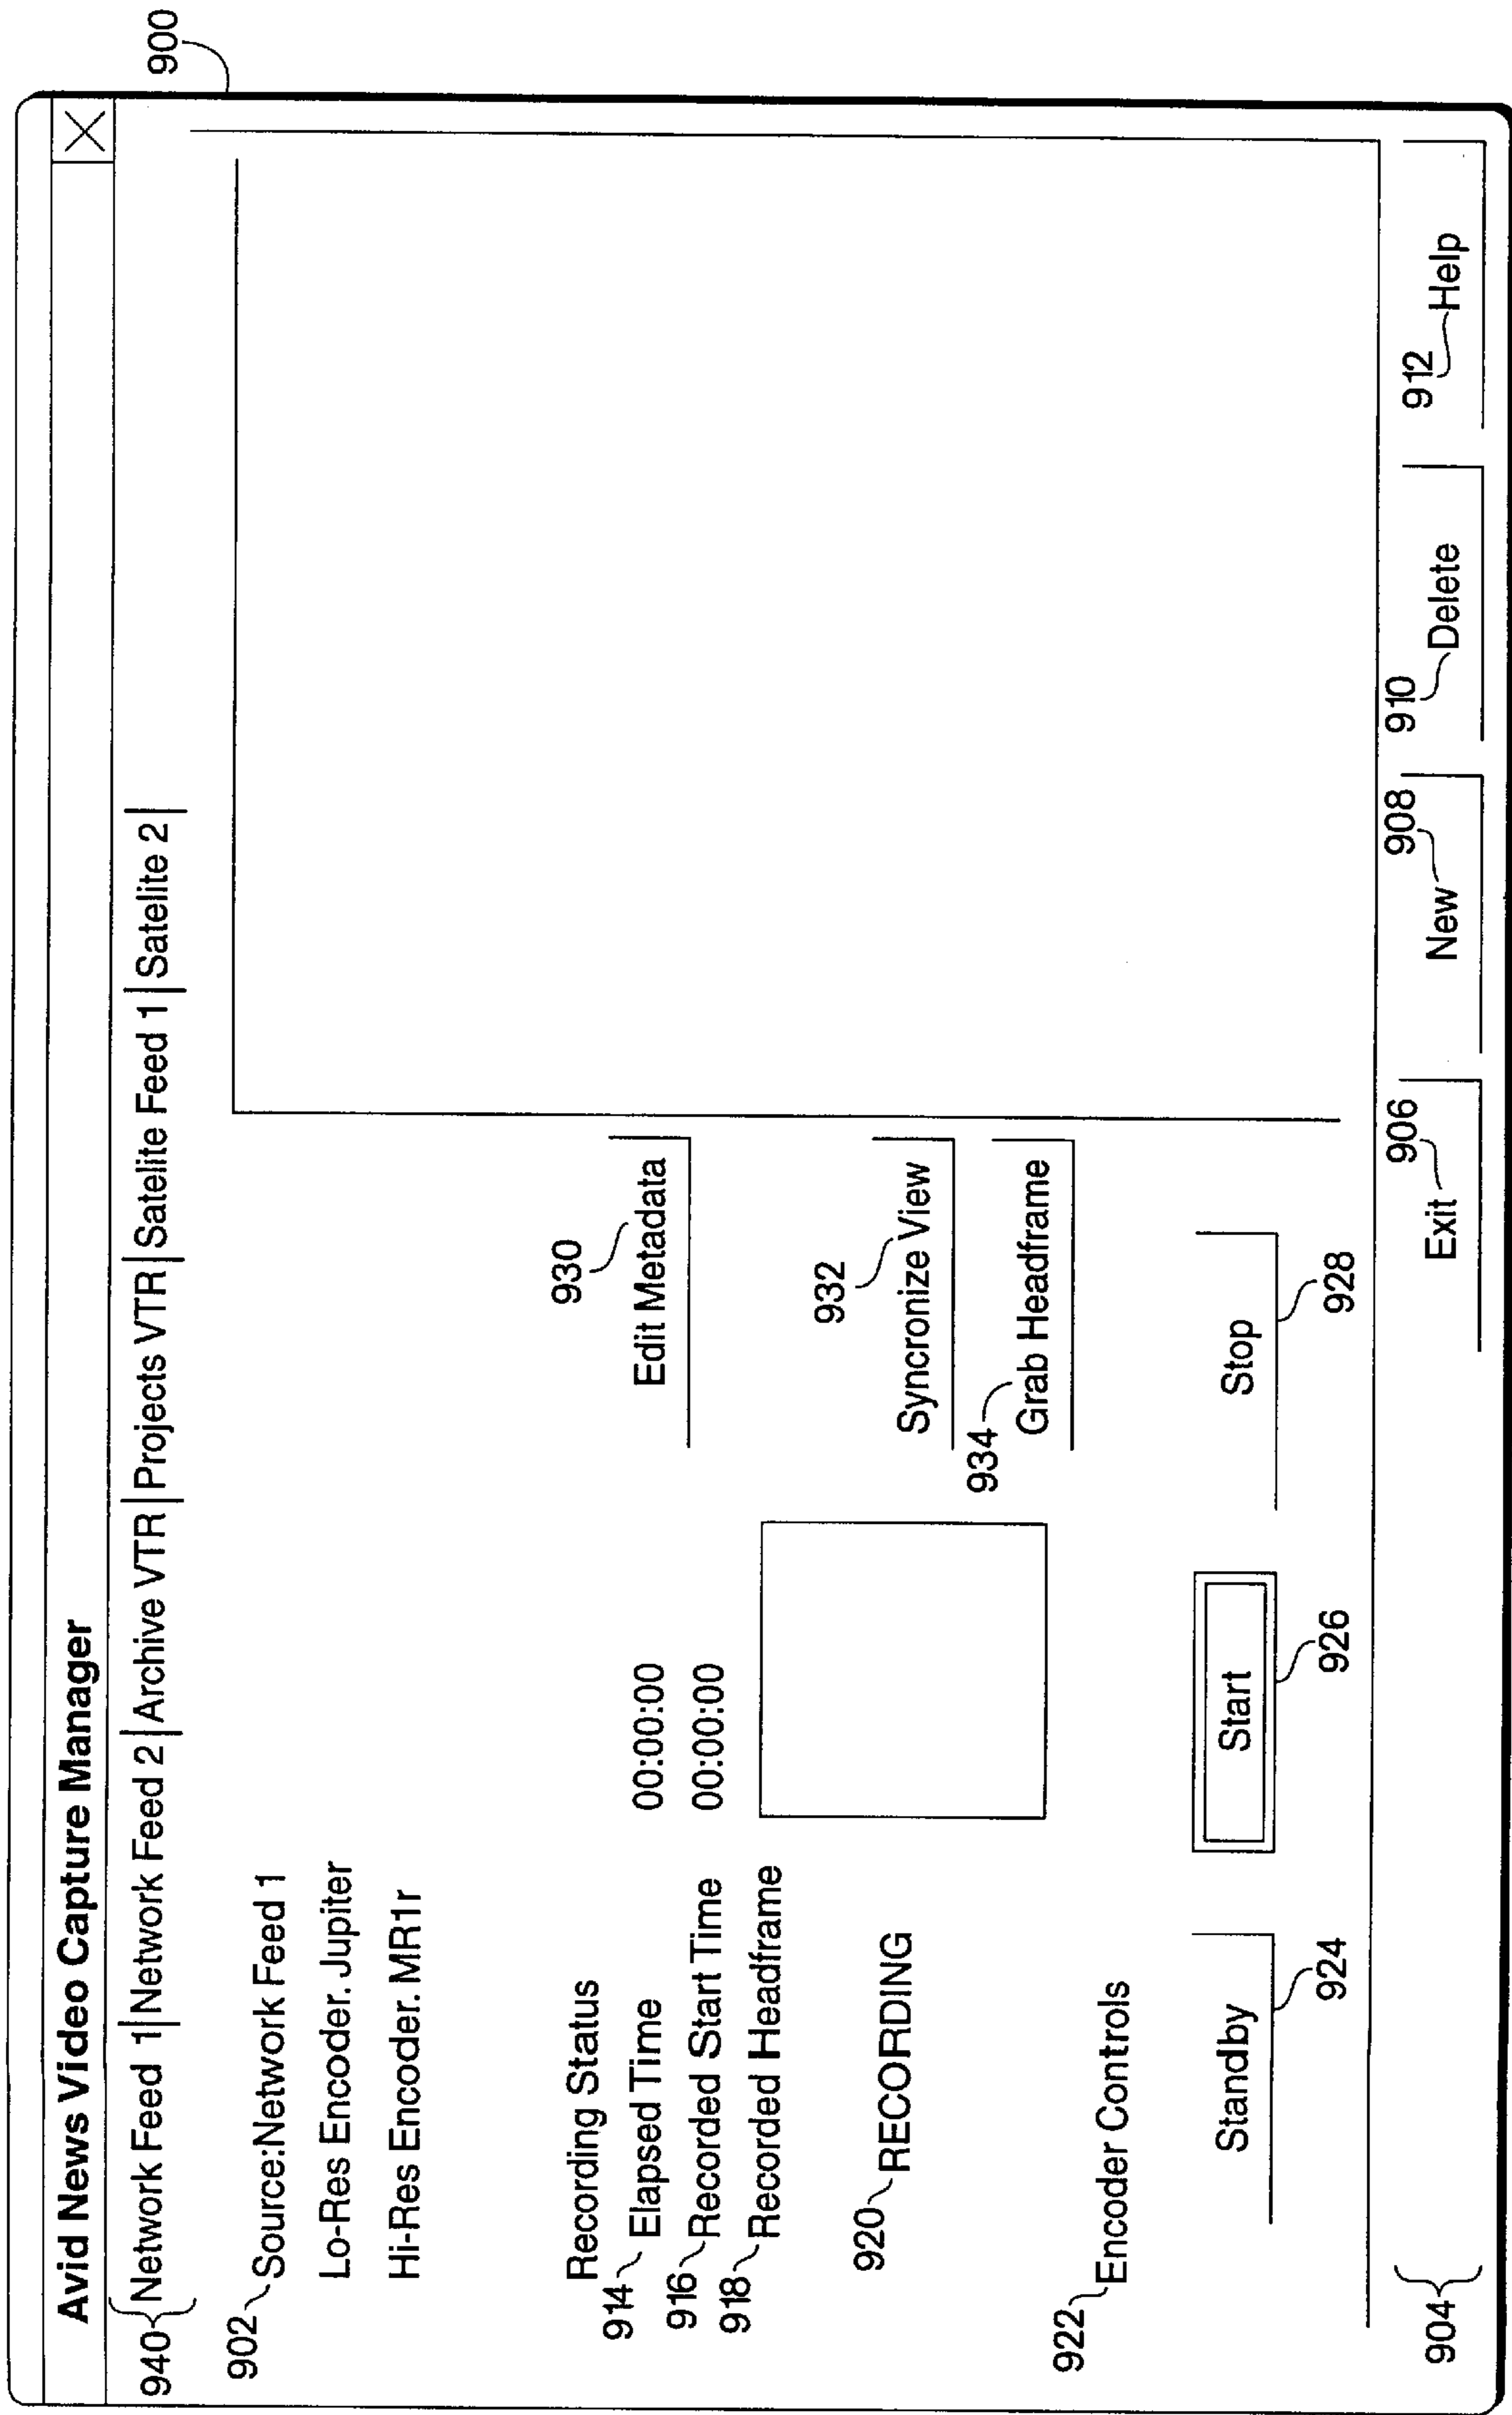 Avid News Video Capture Manager
900
940 Network Feed 1 | Network Feed 2 | Archive VTR | Projects VTR | Satelite Feed 1 | Satelite 2 |
902 Source:Network Feed 1
Lo-Res Encoder. Jupiter
Hi-Res Encoder. MR1r
Recording Status
930
914 Elapsed Time 00:00:00 Edit Metadata
916 Recorded Start Time 00:00:00
918 Recorded Headframe
932
920 RECORDING Syncronize View
934 Grab Headframe
922 Encoder Controls
Standby Start Stop
924 926 928
904 906 Exit 908 New 910 Delete 912 Help